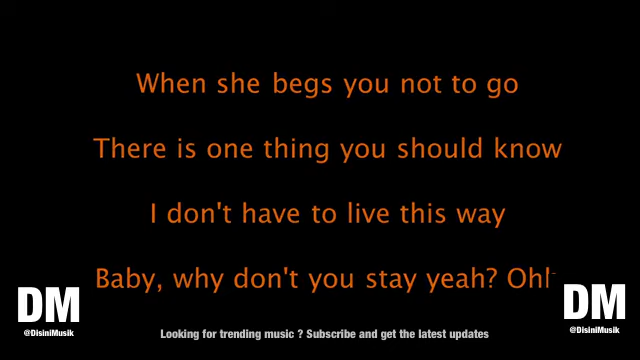 When she begs you not to go
There is one thing you should know
I don't have to live this way
Baby, why don't you stay yeah?
DM
@DisiniMusik
DM
@DisiniMusik
Looking for trending music ? Subscribe and get the latest updates